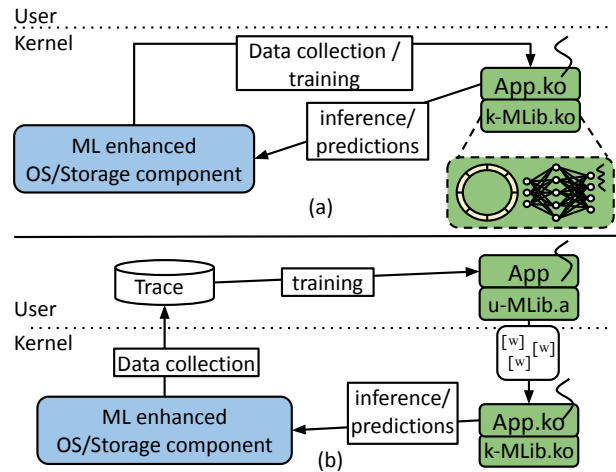 User
Kernel
Data collection /
training
App.ko
k-MLib.ko
inference/
predictions
ML enhanced
OS/Storage component
(a)
Trace
training
App
u-MLib.a
User
Kernel
[w]
[w]
[w]
Data collection
inference/
predictions
ML enhanced
OS/Storage component
App.ko
k-MLib.ko
(b)